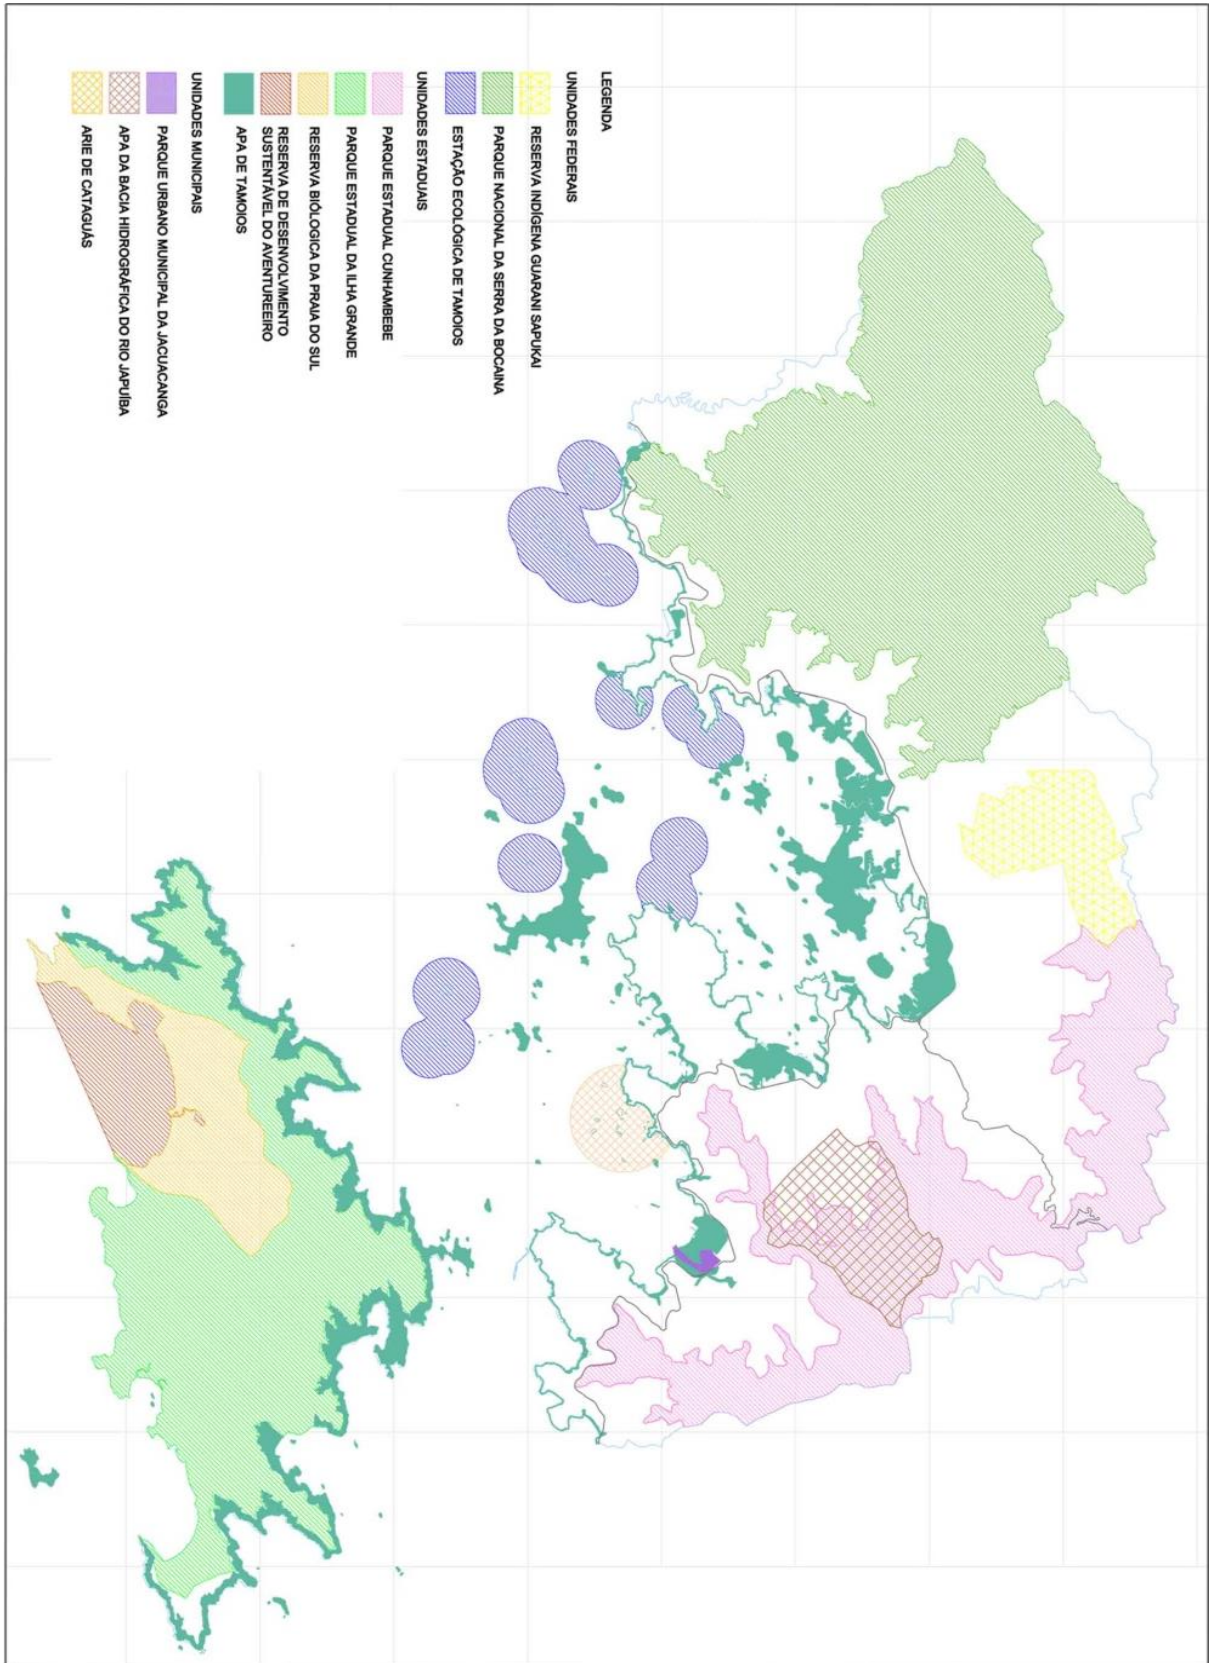 LEGENDA
UNIDADES FEDERAIS
RESERVA INDÍGENA GUARANI SAPUKAI
PARQUE NACIONAL DA SERRA DA BOCAINA
ESTAÇÃO ECOLÓGICA DE TAMOIOS
UNIDADES ESTADUAIS
PARQUE ESTADUAL CUNHAMBEBE
PARQUE ESTADUAL DA ILHA GRANDE
RESERVA BIÓLOGICA DA PRAIA DO SUL
RESERVA DE DESENVOLVIMENTO
SUSTENTÁVEL DO AVENTUREEIRO
APA DE TAMOIOS
UNIDADES MUNICIPAIS
PARQUE URBANO MUNICIPAL DA JACUACANGA
APA DA BACIA HIDROGRÁFICA DO RIO JAPUÍBA
ARIE DE CATAGUÁS